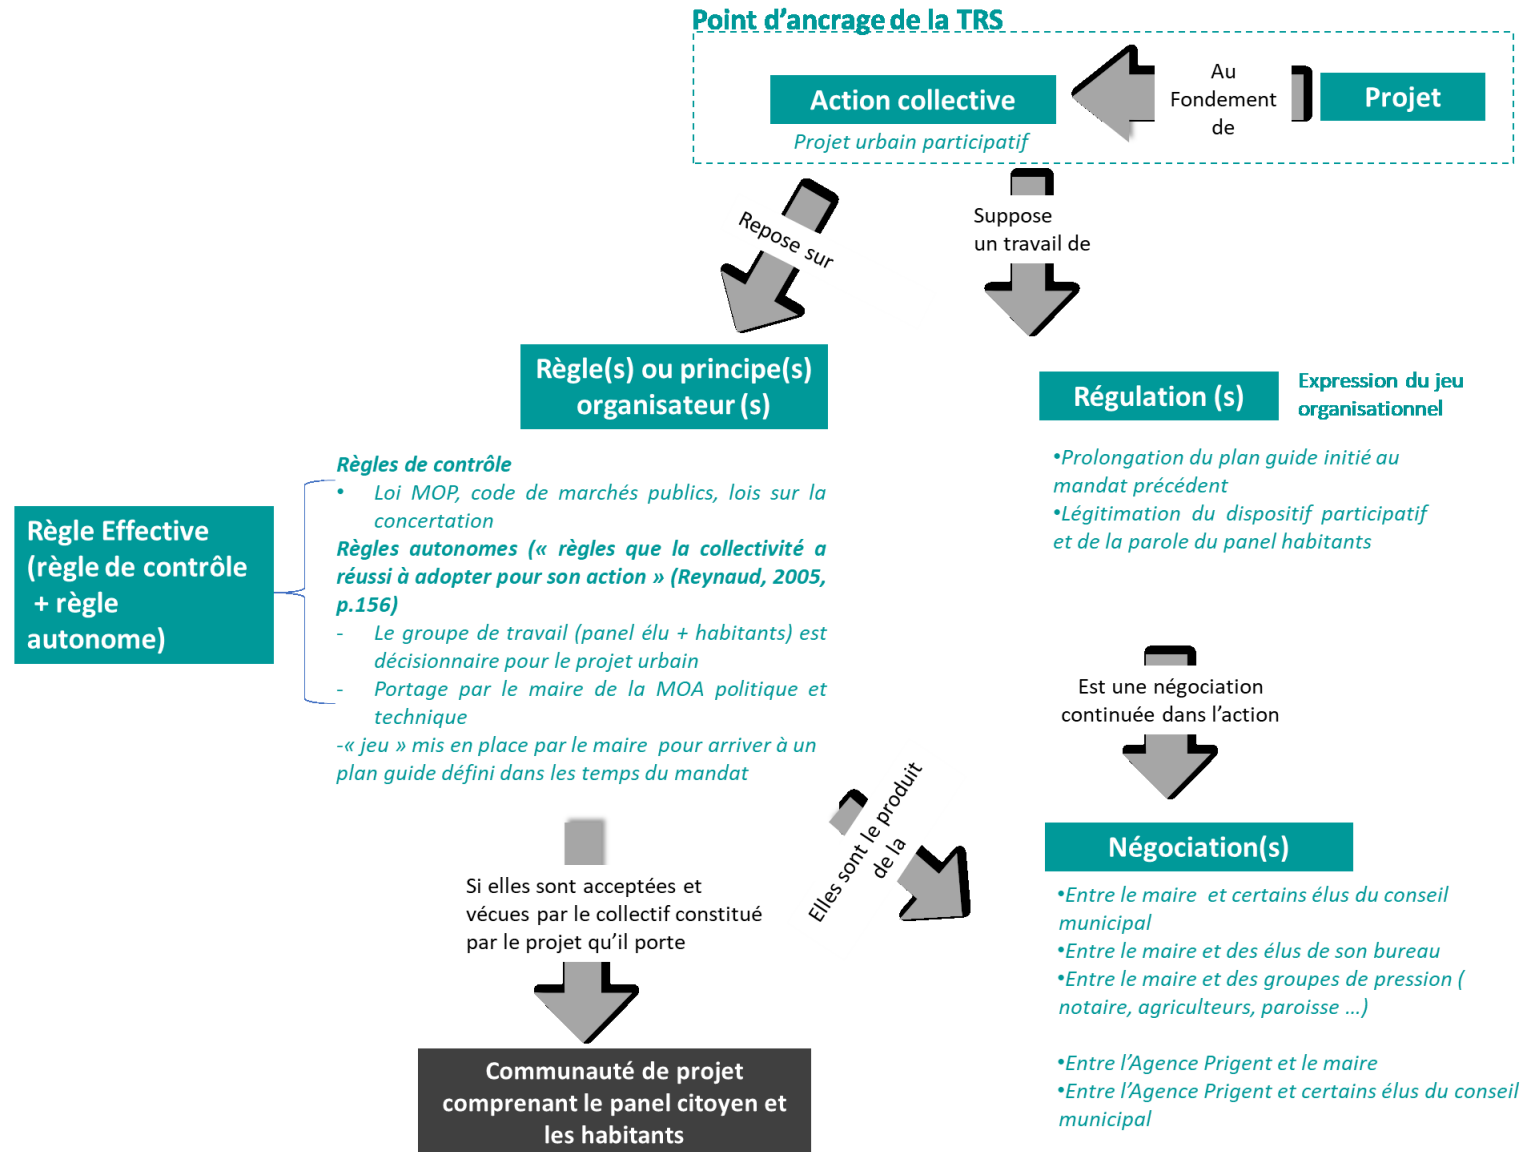 Point d’ancrage de la TRS
Action collective
Projet urbain participatif
Au
Fondement
de
Projet
Repose sur
Suppose
un travail de
Règle(s) ou principe(s)
organisateur (s)
Régulation (s)
Expression du jeu
organisationnel
Règle Effective
(règle de contrôle
+ règle
autonome)
Règles de contrôle
• Loi MOP, code de marchés publics, lois sur la
concertation
Règles autonomes (« règles que la collectivité a
réussi à adopter pour son action » (Reynaud, 2005,
p.156)
- Le groupe de travail (panel élu + habitants) est
décisionnaire pour le projet urbain
- Portage par le maire de la MOA politique et
technique
-« jeu » mis en place par le maire pour arriver à un
plan guide défini dans les temps du mandat
•Prolongation du plan guide initié au
mandat précédent
•Légitimation du dispositif participatif
et de la parole du panel habitants
Est une négociation
continuée dans l’action
Elles sont le produit
de la
Si elles sont acceptées et
vécues par le collectif constitué
par le projet qu’il porte
Négociation(s)
•Entre le maire et certains élus du conseil
municipal
•Entre le maire et des élus de son bureau
•Entre le maire et des groupes de pression (
notaire, agriculteurs, paroisse …)
•Entre l’Agence Prigent et le maire
•Entre l’Agence Prigent et certains élus du conseil
municipal
Communauté de projet
comprenant le panel citoyen et
les habitants